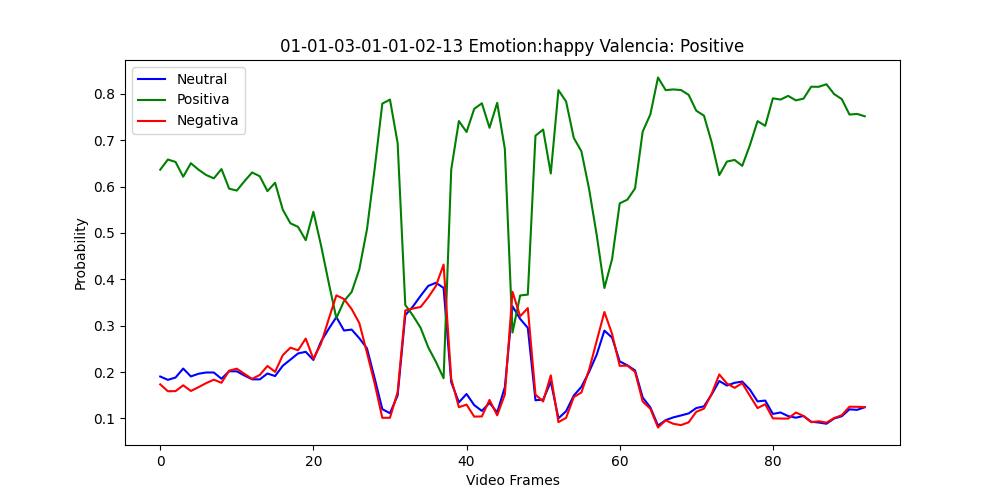 01-01-03-01-01-02-13 Emotion:happy Valencia: Positive
Neutral
Positiva
Negativa
Probability
0.8
0.7
0.6
0.5
0.4
0.3
0.2
0.1
0 20 40 60 80
Video Frames